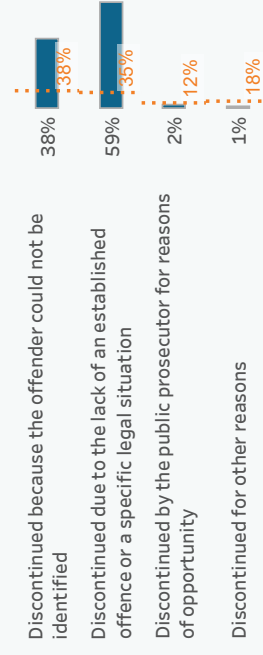 Discontinued because the offender could not be
identified
38%
38%
Discontinued due to the lack of an established
offence or a specific legal situation
59%
35%
Discontinued by the public prosecutor for reasons
of opportunity
2%
12%
Discontinued for other reasons
1%
18%